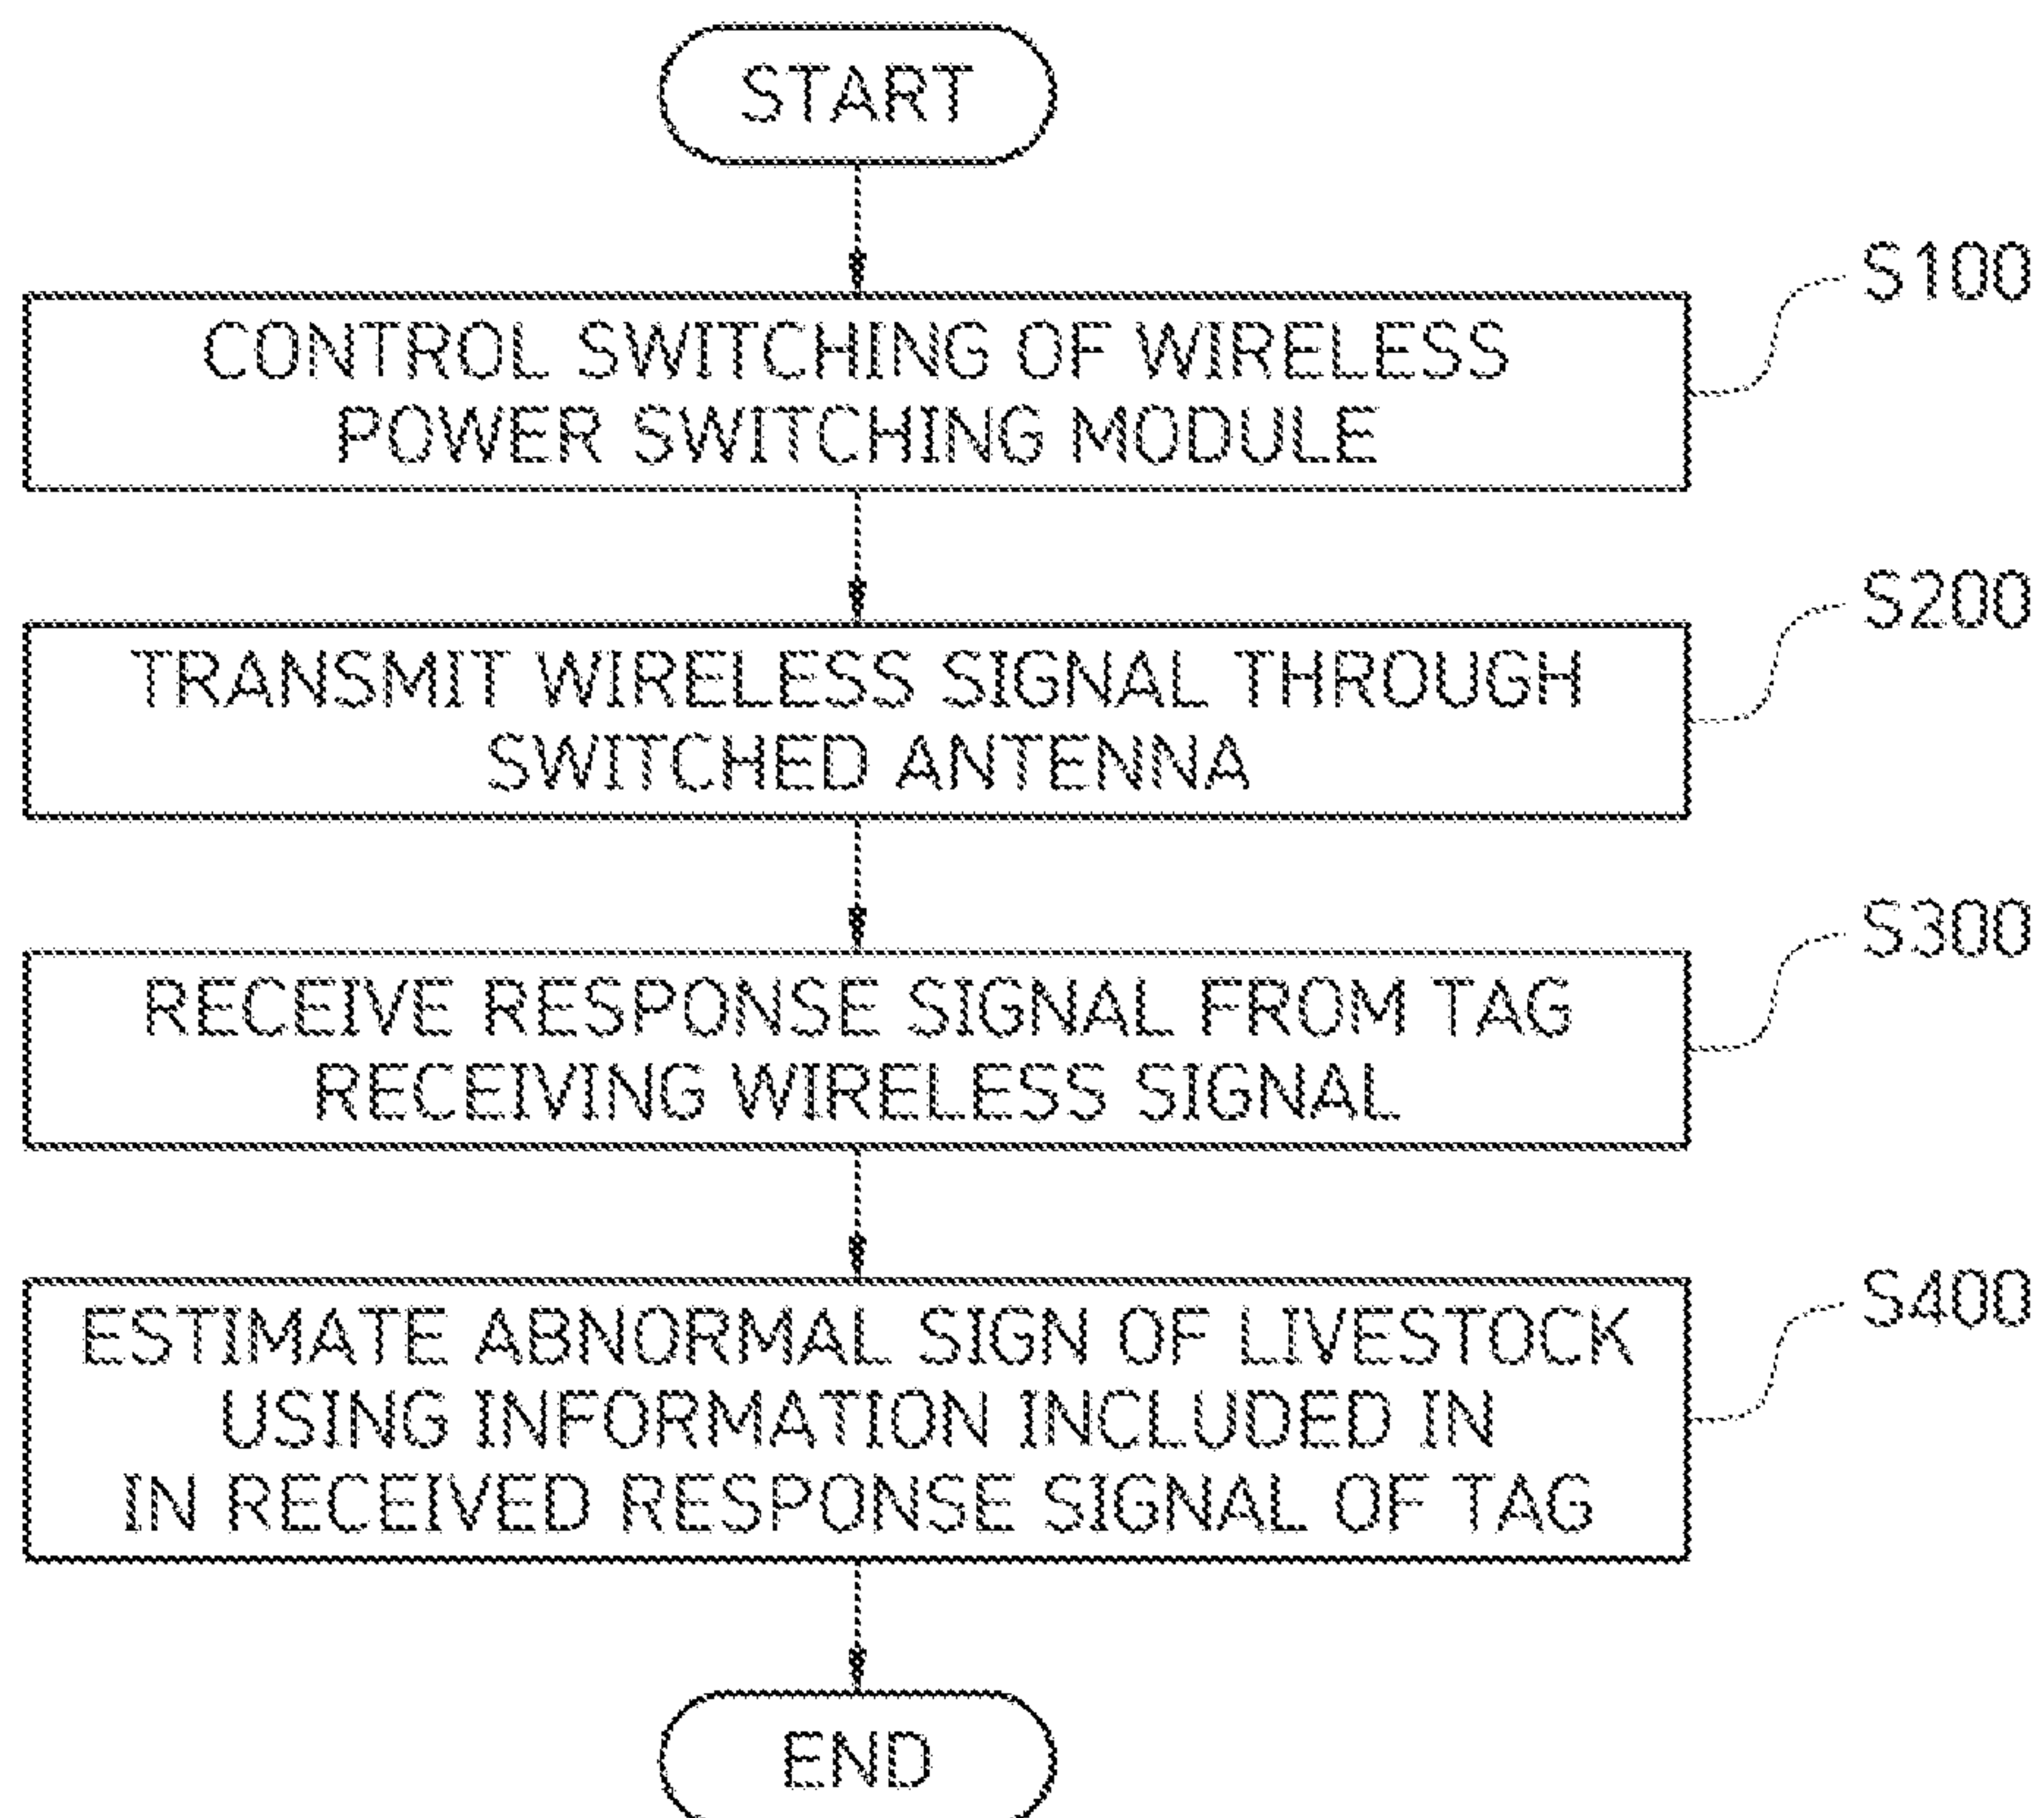 START
S100
CONTROL SWITCHING OF WIRELESS
POWER SWITCHING MODULE
S200
TRANSMIT WIRELESS SIGNAL THROUGH
SWITCHED ANTENNA
S300
RECEIVE RESPONSE SIGNAL FROM TAG
RECEIVING WIRELESS SIGNAL
S400
ESTIMATE ABNORMAL SIGN OF LIVESTOCK
USING INFORMATION INCLUDED IN
IN RECEIVED RESPONSE SIGNAL OF TAG
END